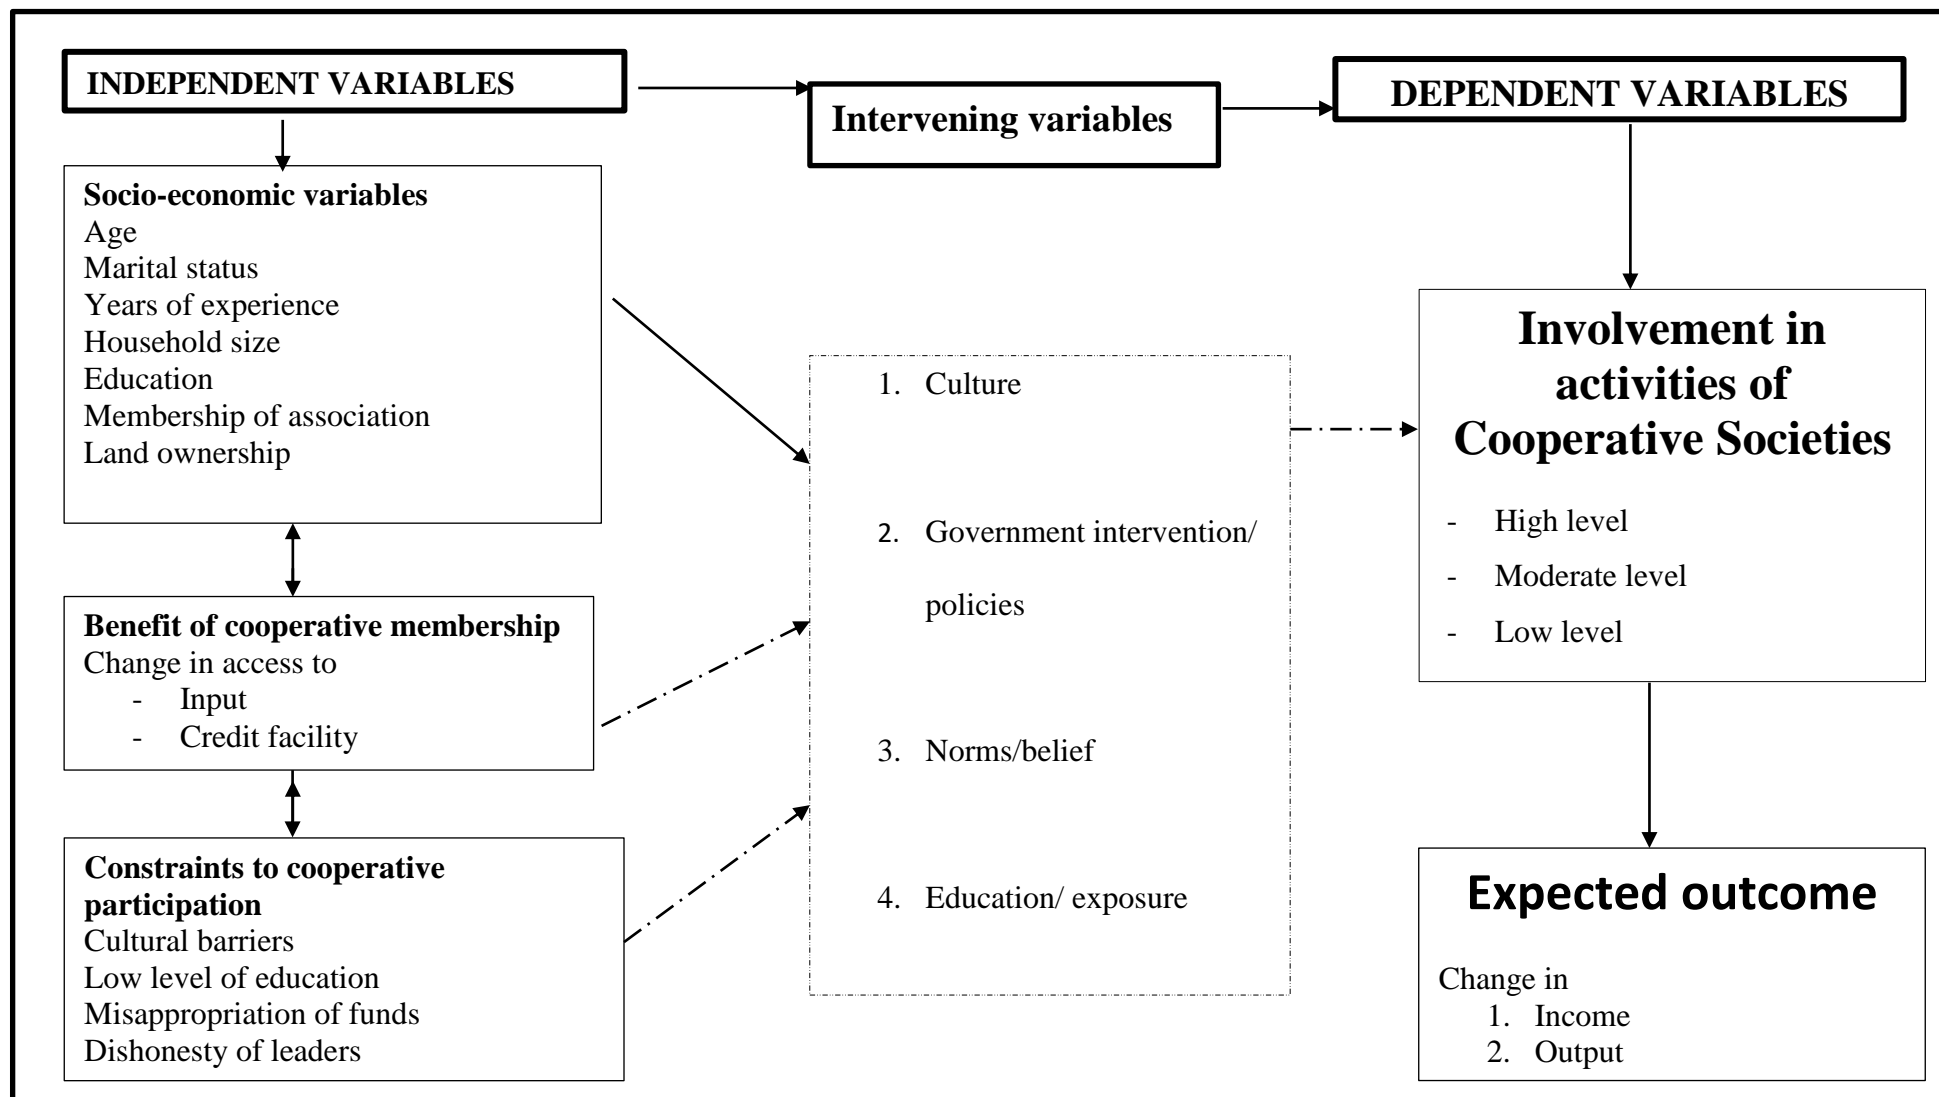 INDEPENDENT VARIABLES
Intervening variables
DEPENDENT VARIABLES
Socio-economic variables
Age
Marital status
Years of experience
Household size
Education
Membership of association
Land ownership
Benefit of cooperative membership
Change in access to
- Input
- Credit facility
Constraints to cooperative
participation
Cultural barriers
Low level of education
Misappropriation of funds
Dishonesty of leaders
1. Culture
2. Government intervention/
policies
3. Norms/belief
4. Education/ exposure
Involvement in
activities of
Cooperative Societies
- High level
- Moderate level
- Low level
Expected outcome
Change in
1. Income
2. Output